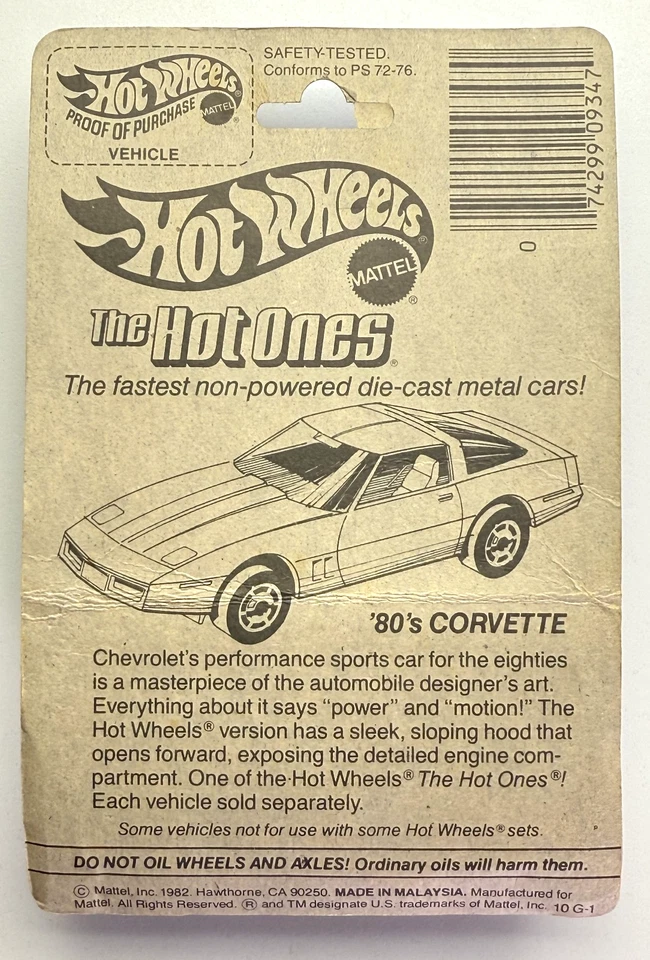 Hot Wheels
MATTEL
PROOF OF PURCHASE
VEHICLE
SAFETY-TESTED.
Conforms to PS 72-76.
74299 09347
0
Hot Wheels®
MATTEL®
The Hot Ones®
The fastest non-powered die-cast metal cars!
'80's CORVETTE
Chevrolet's performance sports car for the eighties
is a masterpiece of the automobile designer's art.
Everything about it says “power” and “motion!” The
Hot Wheels® version has a sleek, sloping hood that
opens forward, exposing the detailed engine com-
partment. One of the Hot Wheels® The Hot Ones®!
Each vehicle sold separately.
Some vehicles not for use with some Hot Wheels® sets.
P
DO NOT OIL WHEELS AND AXLES! Ordinary oils will harm them.
© Mattel, Inc. 1982. Hawthorne, CA 90250. MADE IN MALAYSIA. Manufactured for
Mattel. All Rights Reserved. ® and TM designate U.S. trademarks of Mattel, Inc. 10 G-1